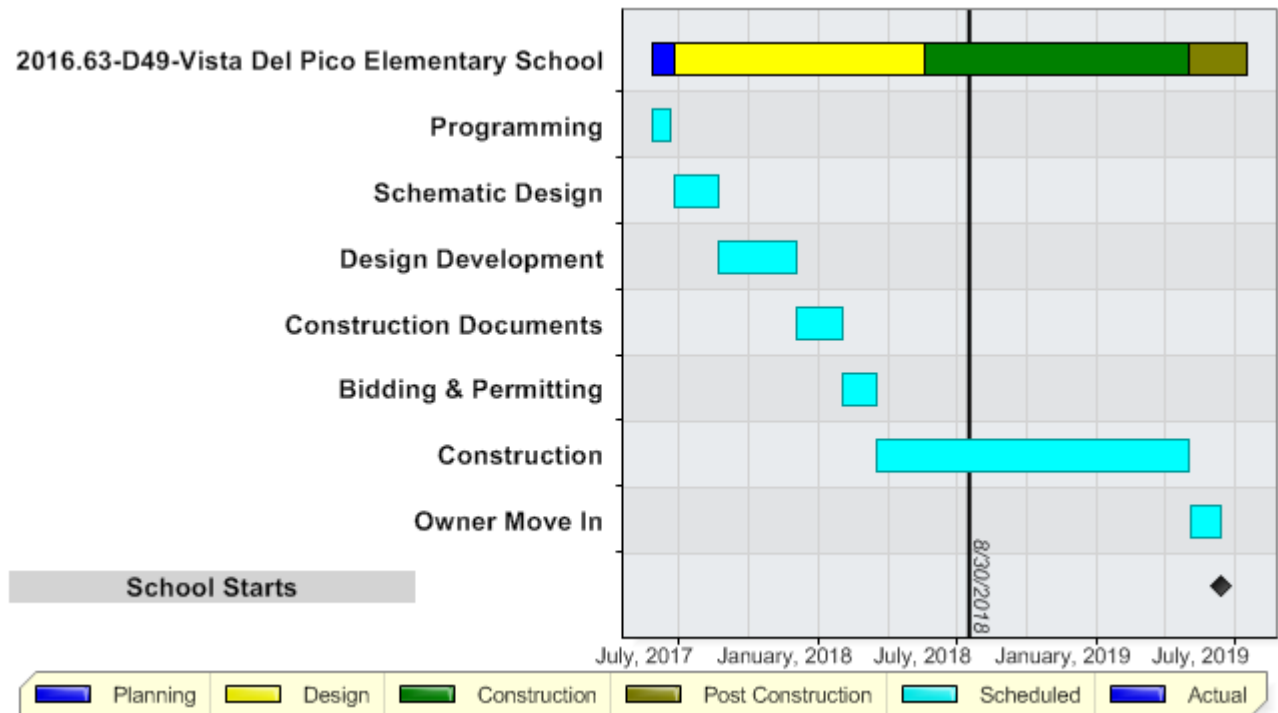 2016.63-D49-Vista Del Pico Elementary School
Programming
Schematic Design
Design Development
Construction Documents
Bidding & Permitting
Construction
Owner Move In
School Starts
8/30/2018
July, 2017 January, 2018 July, 2018 January, 2019 July, 2019
Planning Design Construction Post Construction Scheduled Actual